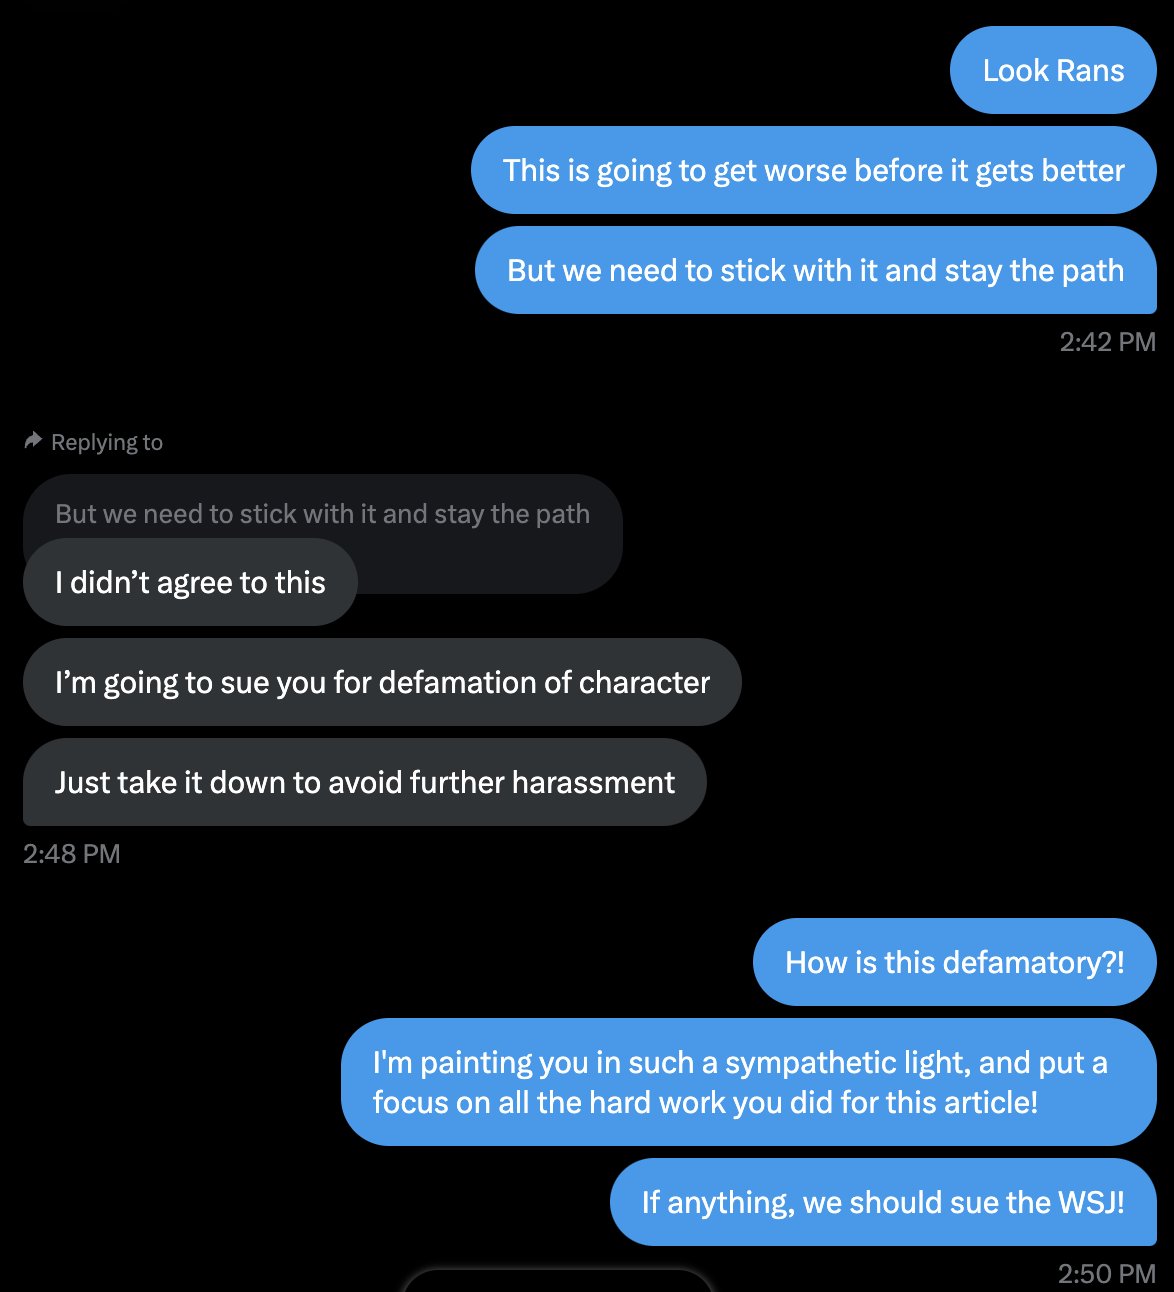 Look Rans
This is going to get worse before it gets better
But we need to stick with it and stay the path
2:42 PM
Replying to
But we need to stick with it and stay the path
I didn’t agree to this
I’m going to sue you for defamation of character
Just take it down to avoid further harassment
2:48 PM
How is this defamatory?!
I'm painting you in such a sympathetic light, and put a
focus on all the hard work you did for this article!
If anything, we should sue the WSJ!
2:50 PM